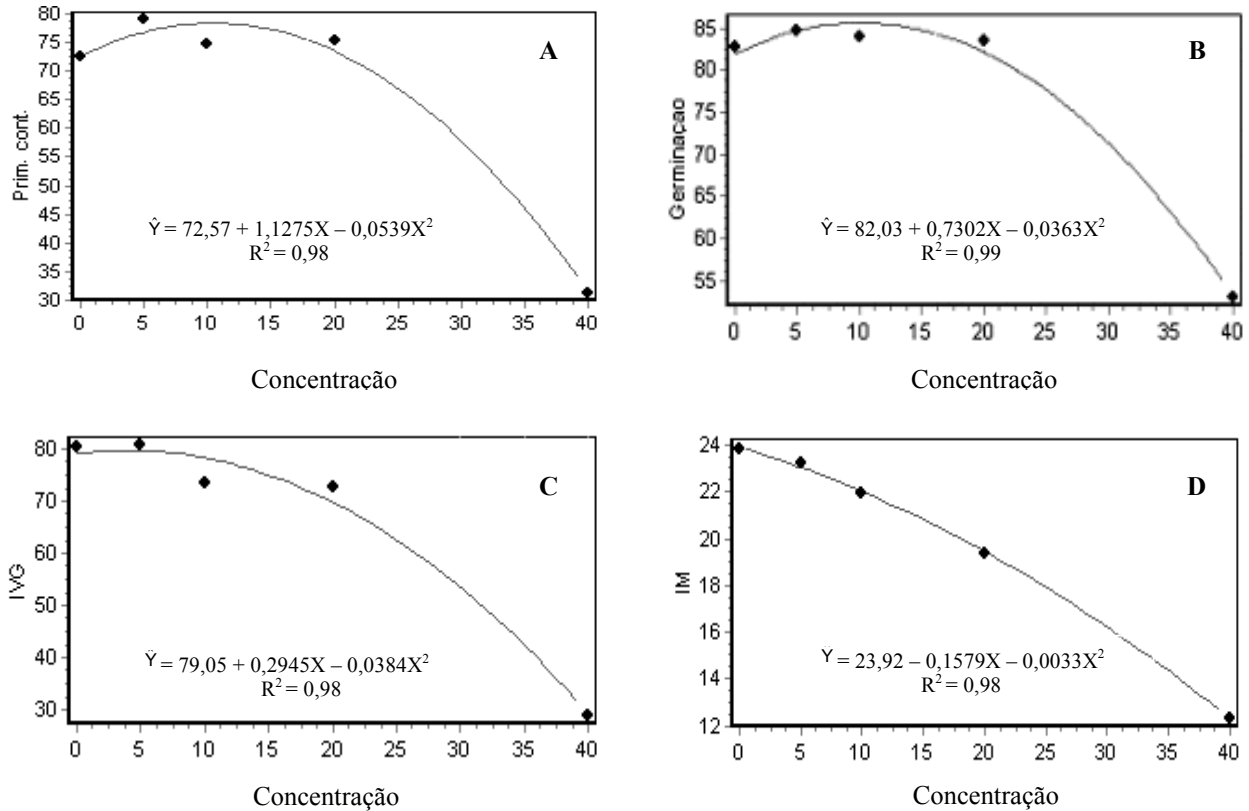 A
Prim. cont.
80
75
70
65
60
55
50
45
40
35
30
Ŷ = 72,57 + 1,1275X – 0,0539X²
R² = 0,98
0 5 10 15 20 25 30 35 40
Concentração
B
Germinaçao
85
80
75
70
65
60
55
Ŷ = 82,03 + 0,7302X – 0,0363X²
R² = 0,99
0 5 10 15 20 25 30 35 40
Concentração
C
IVG
80
70
60
50
40
30
Ŷ = 79,05 + 0,2945X – 0,0384X²
R² = 0,98
0 5 10 15 20 25 30 35 40
Concentração
D
IM
24
22
20
18
16
14
12
Y = 23,92 – 0,1579X – 0,0033X²
R² = 0,98
0 5 10 15 20 25 30 35 40
Concentração